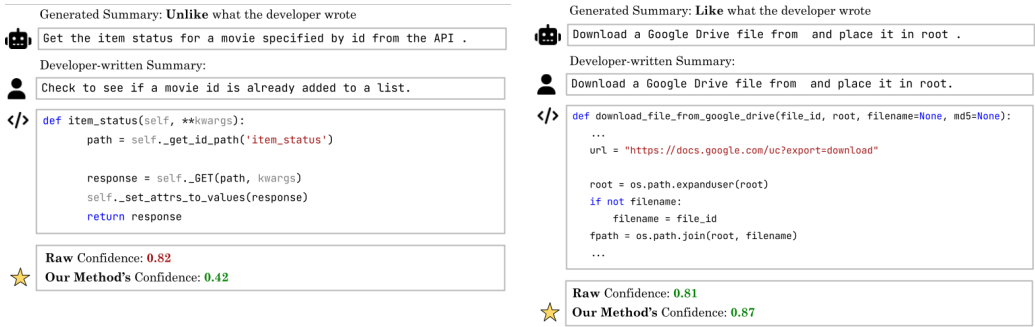 Generated Summary: Unlike what the developer wrote
Get the item status for a movie specified by id from the API .
Developer-written Summary:
Check to see if a movie id is already added to a list.
</>
def item_status(self, **kwargs):
path = self._get_id_path('item_status')
response = self._GET(path, kwargs)
self._set_attrs_to_values(response)
return response
Raw Confidence: 0.82
Our Method's Confidence: 0.42
Generated Summary: Like what the developer wrote
Download a Google Drive file from  and place it in root .
Developer-written Summary:
Download a Google Drive file from  and place it in root.
</>
def download_file_from_google_drive(file_id, root, filename=None, md5=None):
...
url = "https://docs.google.com/uc?export=download"
root = os.path.expanduser(root)
if not filename:
filename = file_id
fpath = os.path.join(root, filename)
...
Raw Confidence: 0.81
Our Method's Confidence: 0.87